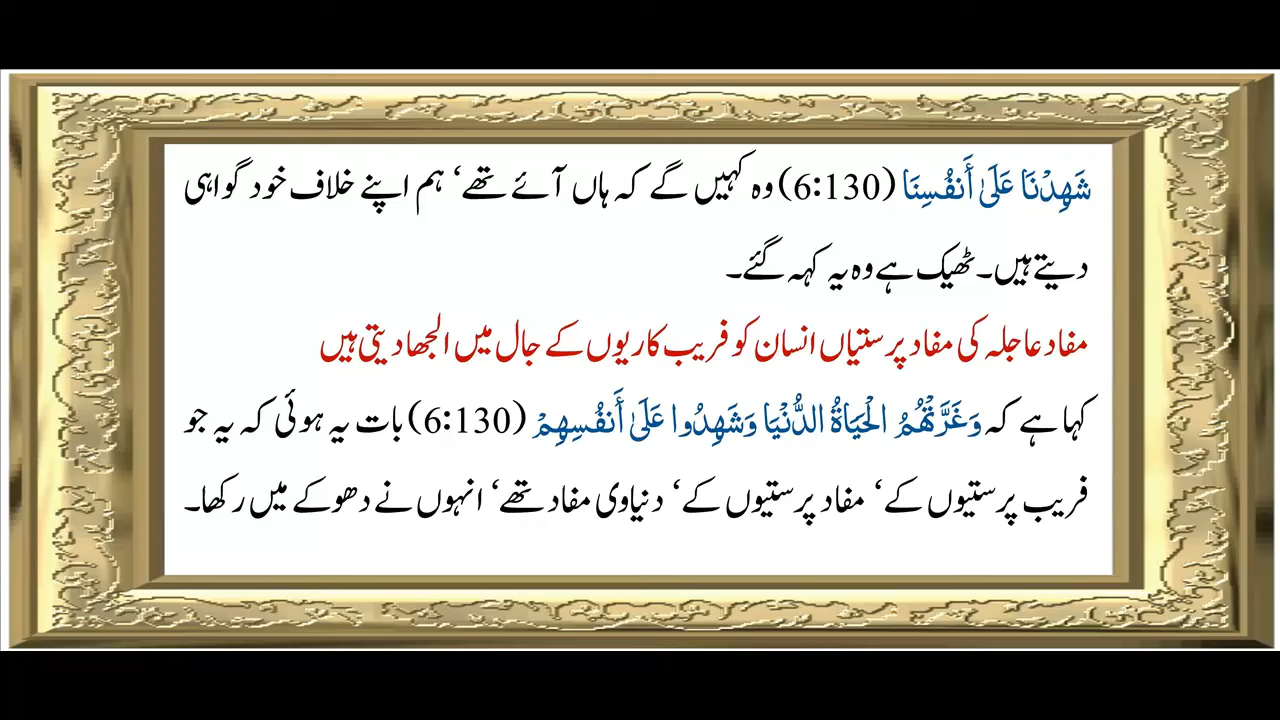 شَهِدْنَا عَلَىٰ أَنفُسِنَا (6:130) وہ کہیں گے کہ ہاں آئے تھے‘ ہم اپنے خلاف خود گواہی
دیتے ہیں۔ ٹھیک ہے وہ یہ کہہ گئے۔
مفاد عاجلہ کی مفاد پرستیاں انسان کو فریب کاریوں کے جال میں الجھا دیتی ہیں
کہا ہے کہ وَغَرَّتْهُمُ الْحَيَاةُ الدُّنْيَا وَشَهِدُوا عَلَىٰ أَنفُسِهِمْ (6:130) بات یہ ہوئی کہ یہ جو
فریب پرستیوں کے‘ مفاد پرستیوں کے‘ دنیاوی مفاد تھے‘ انہوں نے دھوکے میں رکھا۔